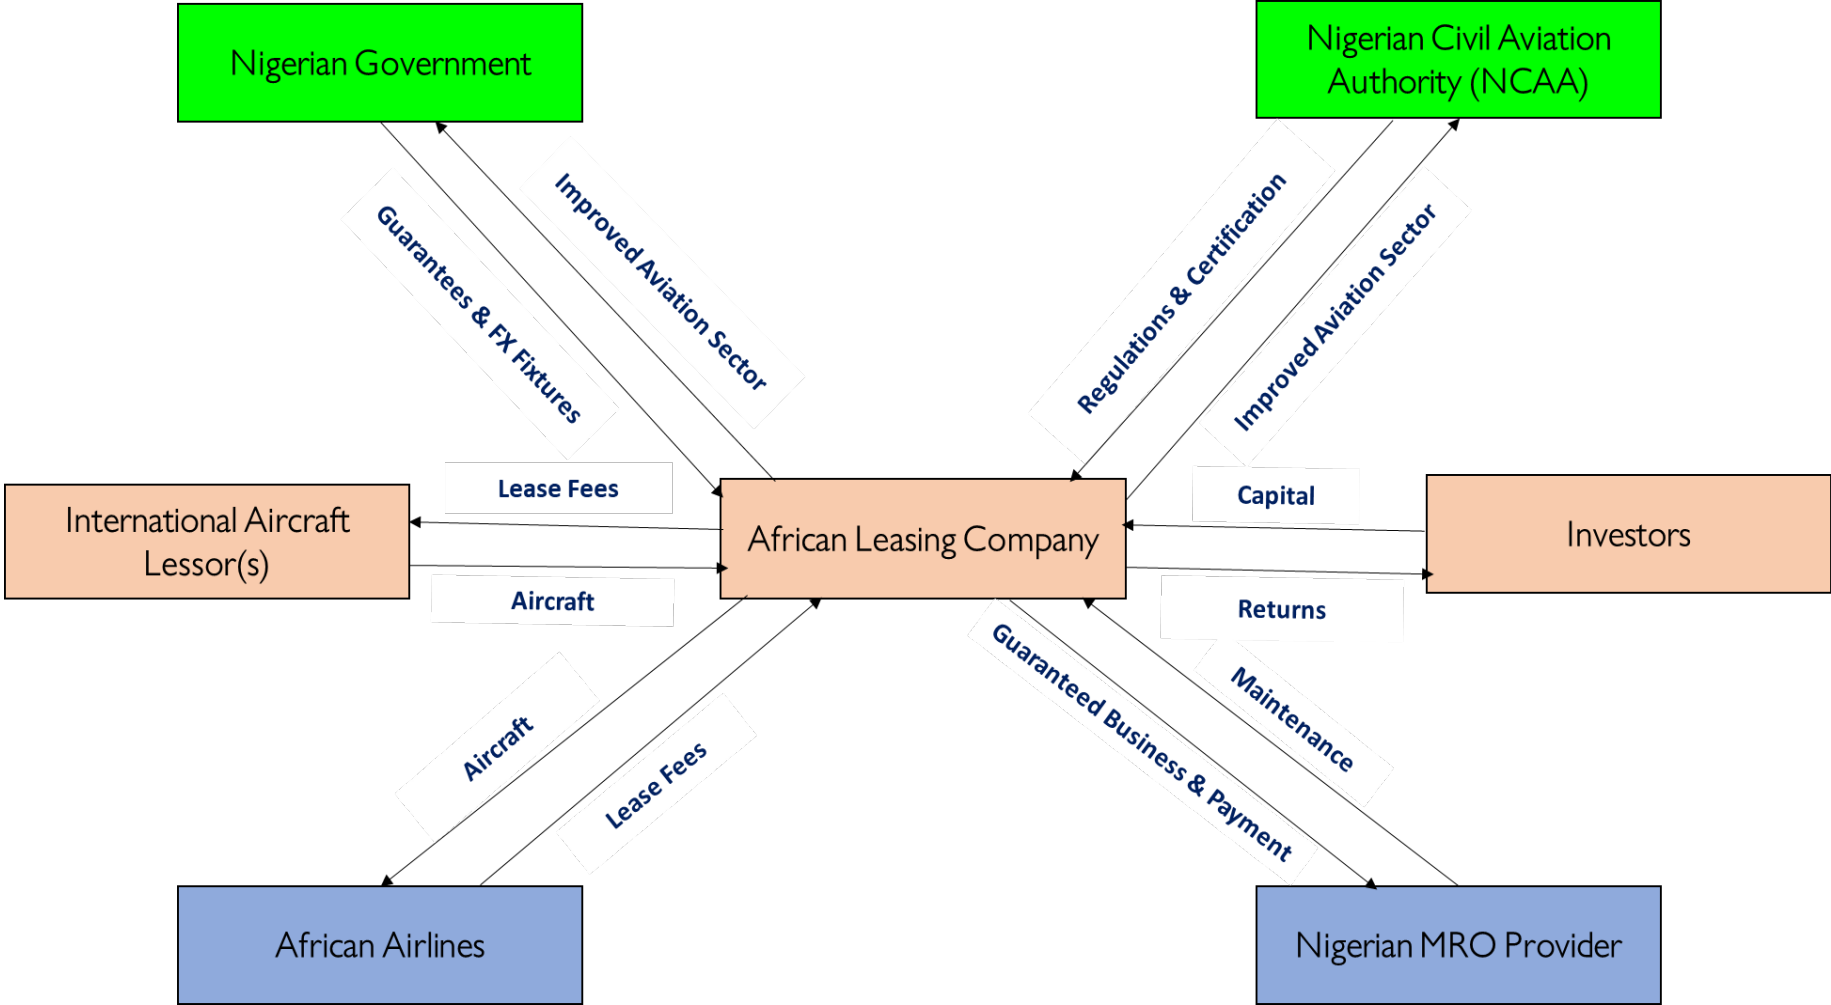 Nigerian Government
Nigerian Civil Aviation
Authority (NCAA)
Guarantees & FX Fixtures
Improved Aviation Sector
Regulations & Certification
Improved Aviation Sector
Lease Fees
Capital
International Aircraft
Lessor(s)
African Leasing Company
Investors
Aircraft
Returns
Aircraft
Lease Fees
Guaranteed Business & Payment
Maintenance
African Airlines
Nigerian MRO Provider